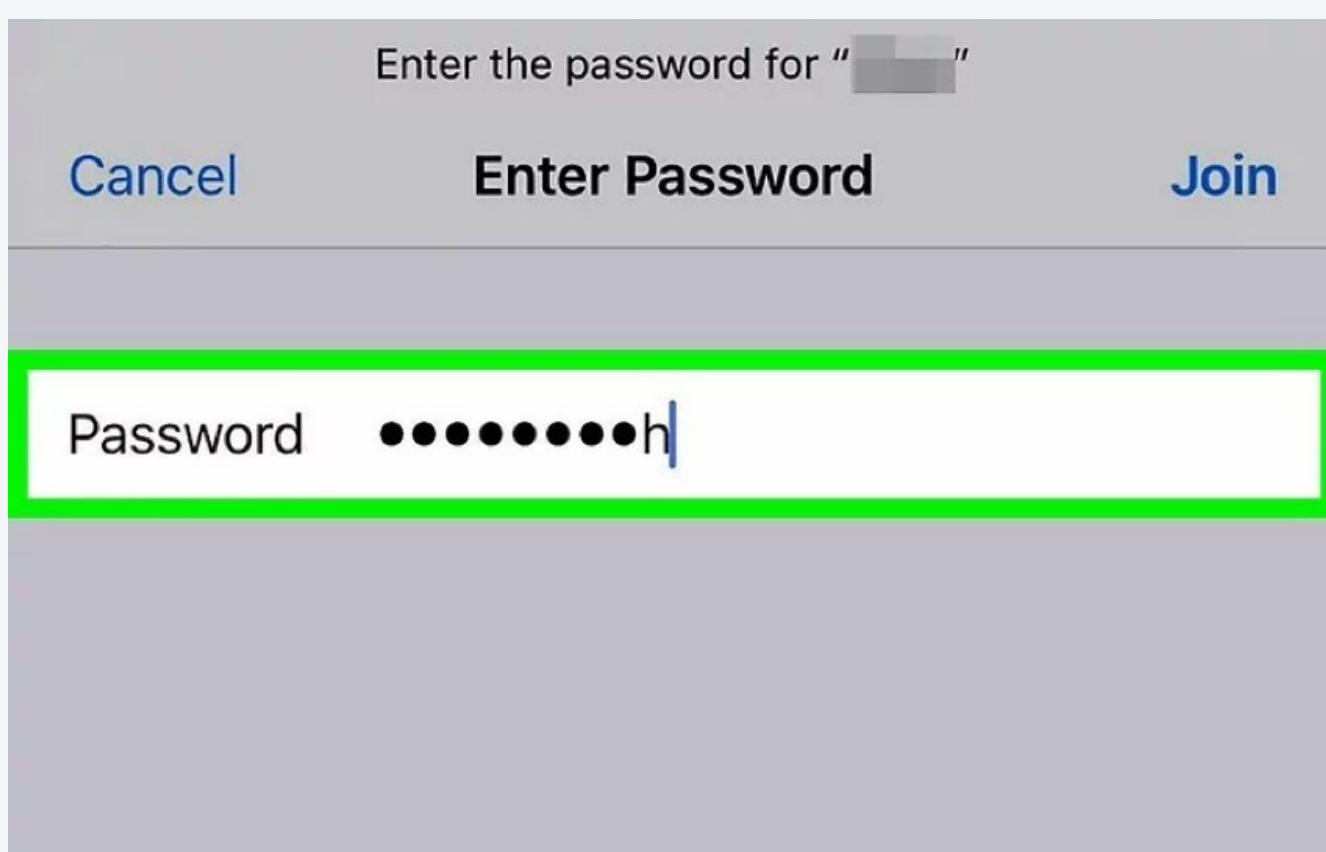 Enter the password for “ ”
Cancel Enter Password Join
Password ••••••••h